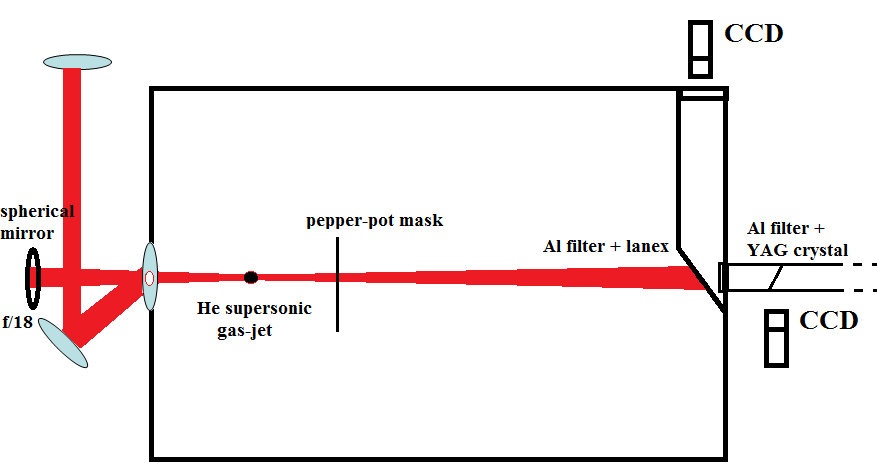 CCD
spherical
mirror
pepper-pot mask
Al filter + lanex
Al filter +
YAG crystal
He supersonic
gas-jet
f/18
CCD